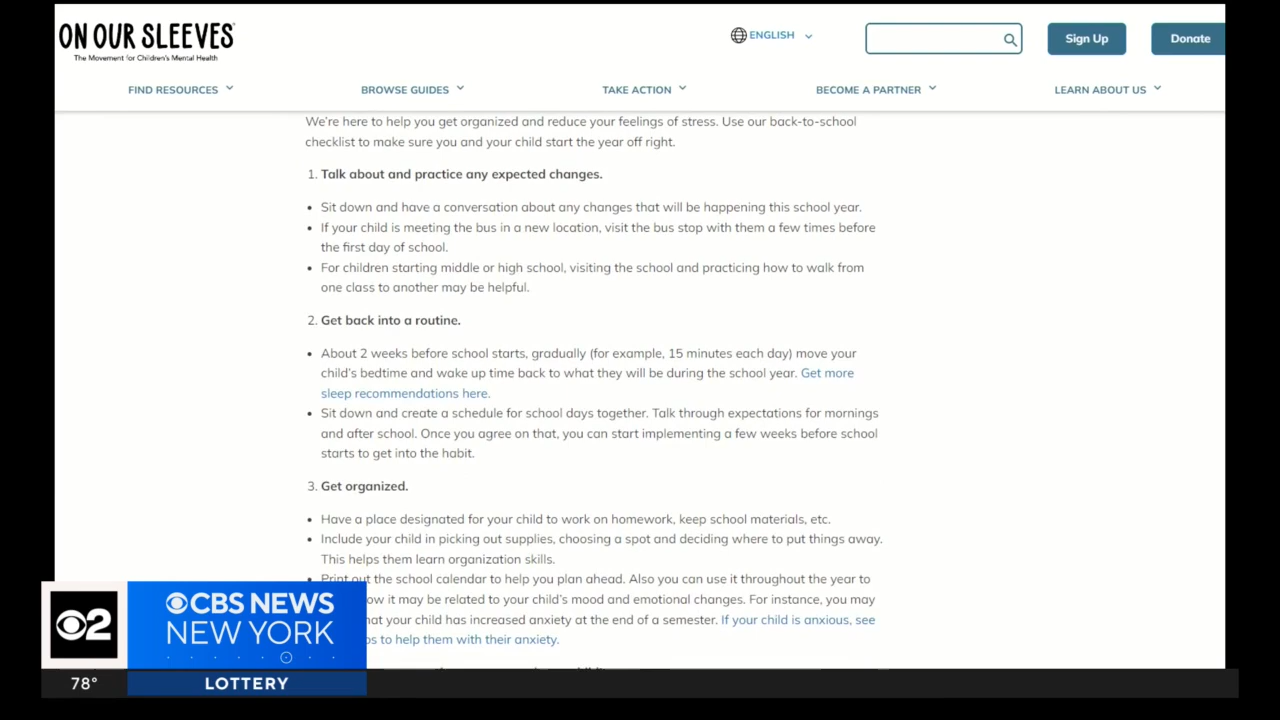 ON OUR SLEEVES
The Movement for Children's Mental Health
ENGLISH
Sign Up
Donate
FIND RESOURCES
BROWSE GUIDES
TAKE ACTION
BECOME A PARTNER
LEARN ABOUT US
We're here to help you get organized and reduce your feelings of stress. Use our back-to-school
checklist to make sure you and your child start the year off right.
1. Talk about and practice any expected changes.
• Sit down and have a conversation about any changes that will be happening this school year.
• If your child is meeting the bus in a new location, visit the bus stop with them a few times before
the first day of school.
• For children starting middle or high school, visiting the school and practicing how to walk from
one class to another may be helpful.
2. Get back into a routine.
• About 2 weeks before school starts, gradually (for example, 15 minutes each day) move your
child's bedtime and wake up time back to what they will be during the school year. Get more
sleep recommendations here.
• Sit down and create a schedule for school days together. Talk through expectations for mornings
and after school. Once you agree on that, you can start implementing a few weeks before school
starts to get into the habit.
3. Get organized.
• Have a place designated for your child to work on homework, keep school materials, etc.
• Include your child in picking out supplies, choosing a spot and deciding where to put things away.
This helps them learn organization skills.
• Print out the school calendar to help you plan ahead. Also you can use it throughout the year to
it may be related to your child's mood and emotional changes. For instance, you may
that your child has increased anxiety at the end of a semester. If your child is anxious, see
to help them with their anxiety.
2
CBS NEWS
NEW YORK
78°
LOTTERY